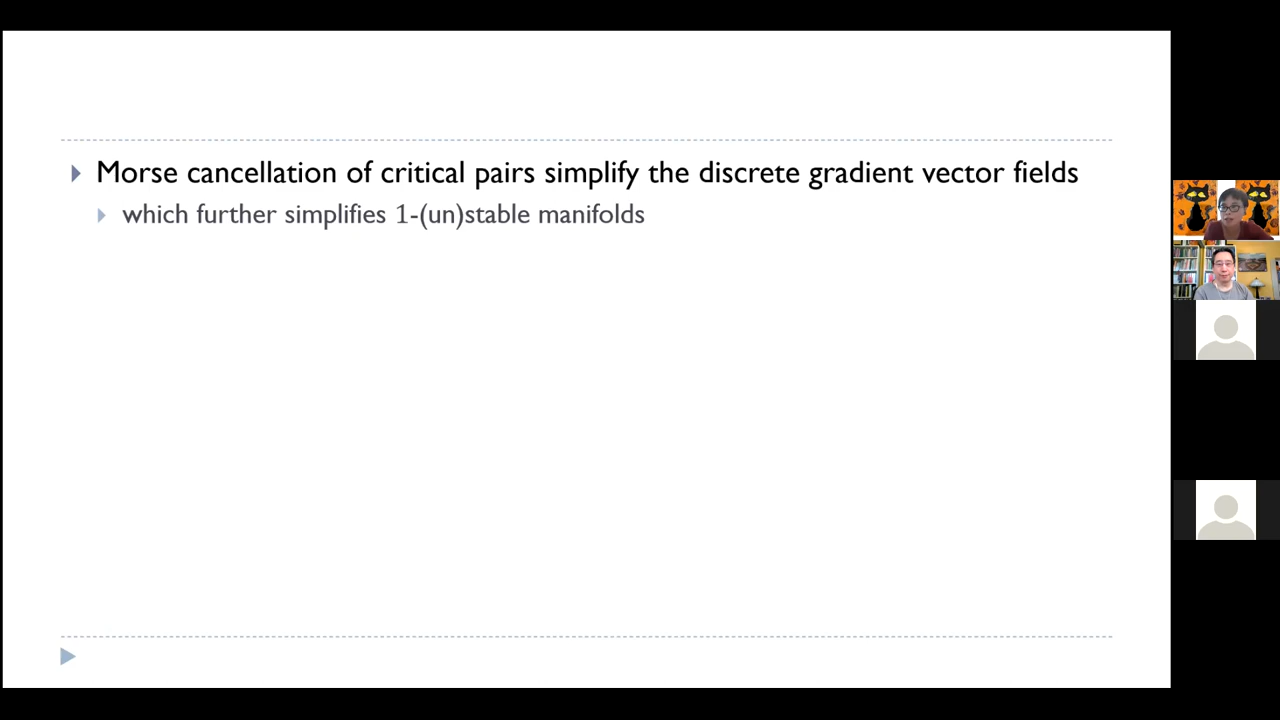 Morse cancellation of critical pairs simplify the discrete gradient vector fields
which further simplifies 1-(un)stable manifolds